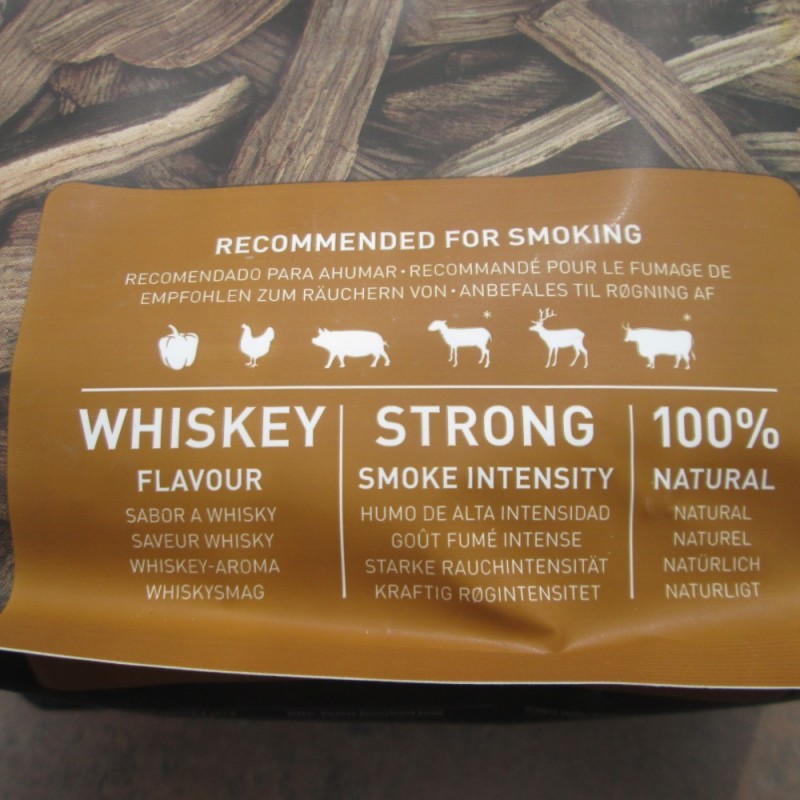 RECOMMENDED FOR SMOKING
RECOMENDADO PARA AHUMAR • RECOMMANDÉ POUR LE FUMAGE DE
EMPFOHLEN ZUM RÄUCHERN VON • ANBEFALES TIL RØGNING AF
* *
WHISKEY
FLAVOUR
SABOR A WHISKY
SAVEUR WHISKY
WHISKEY-AROMA
WHISKYSMAG
STRONG
SMOKE INTENSITY
HUMO DE ALTA INTENSIDAD
GOÛT FUMÉ INTENSE
STARKE RAUCHINTENSITÄT
KRAFTIG RØGINTENSITET
100%
NATURAL
NATURAL
NATUREL
NATÜRLICH
NATURLIGT